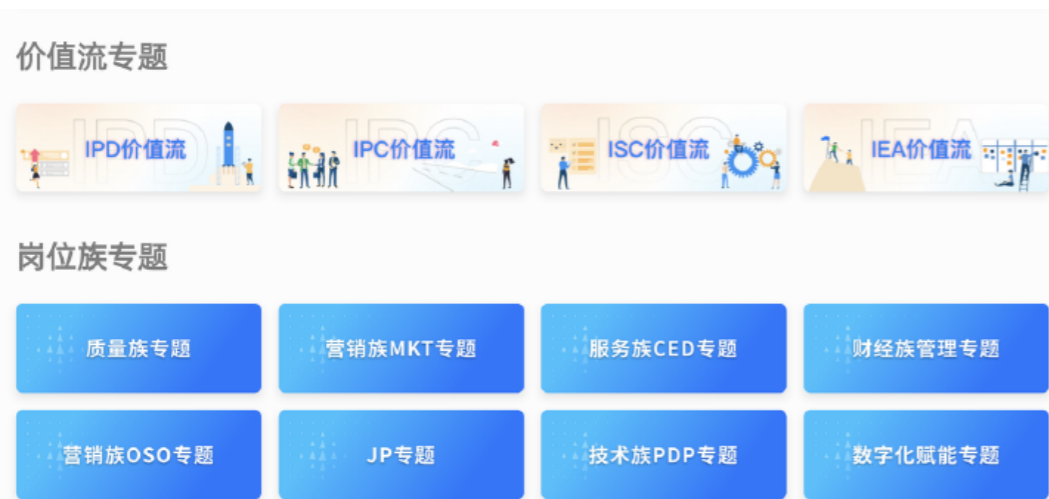 价值流专题
IPD价值流
IPC价值流
ISC价值流
IEA价值流
岗位族专题
质量族专题
营销族MKT专题
服务族CED专题
财经族管理专题
营销族OSO专题
JP专题
技术族PDP专题
数字化赋能专题